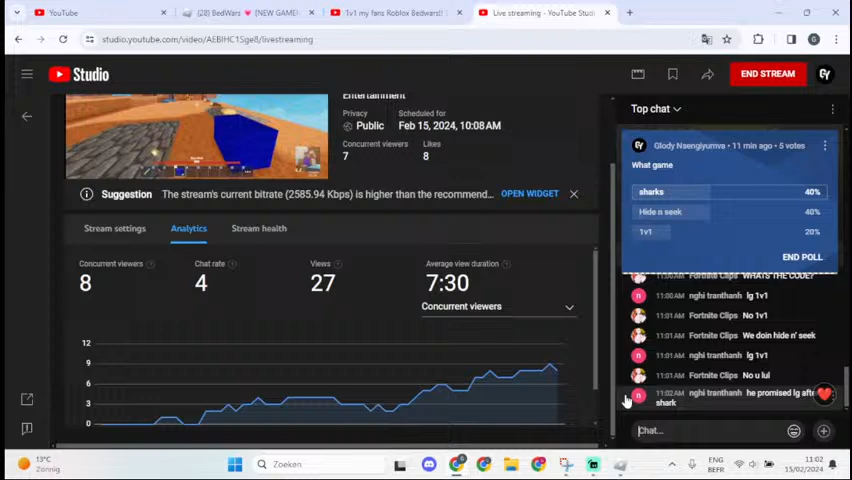 YouTube
(28) BedWars ❤ [NEW GAME!
1v1 my fans Roblox Bedwars!!
Live streaming - YouTube Studio
studio.youtube.com/video/AEBIHC1Sge8/livestreaming
G
Studio
END STREAM
Entertainment
Privacy
Public
Scheduled for
Feb 15, 2024, 10:08 AM
Concurrent viewers
7
Likes
8
Suggestion
The stream's current bitrate (2585.94 Kbps) is higher than the recommend...
OPEN WIDGET
Stream settings
Analytics
Stream health
Concurrent viewers
8
Chat rate
4
Views
27
Average view duration
7:30
Concurrent viewers
12
9
6
3
0
Top chat
Glody Nsengiyumva • 11 min ago • 5 votes
What game
sharks 40%
Hide n seek 40%
1v1 20%
END POLL
11:00 AM Fortnite Clips WHATS THE CODE?
11:00 AM nghi tranthanh lg 1v1
11:01 AM Fortnite Clips No 1v1
11:01 AM Fortnite Clips We doin hide n' seek
11:01 AM nghi tranthanh lg 1v1
11:01 AM Fortnite Clips No u lul
11:02 AM nghi tranthanh he promised lg afte
shark
Chat...
13°C
Zonnig
Zoeken
ENG
BEFR
11:02
15/02/2024